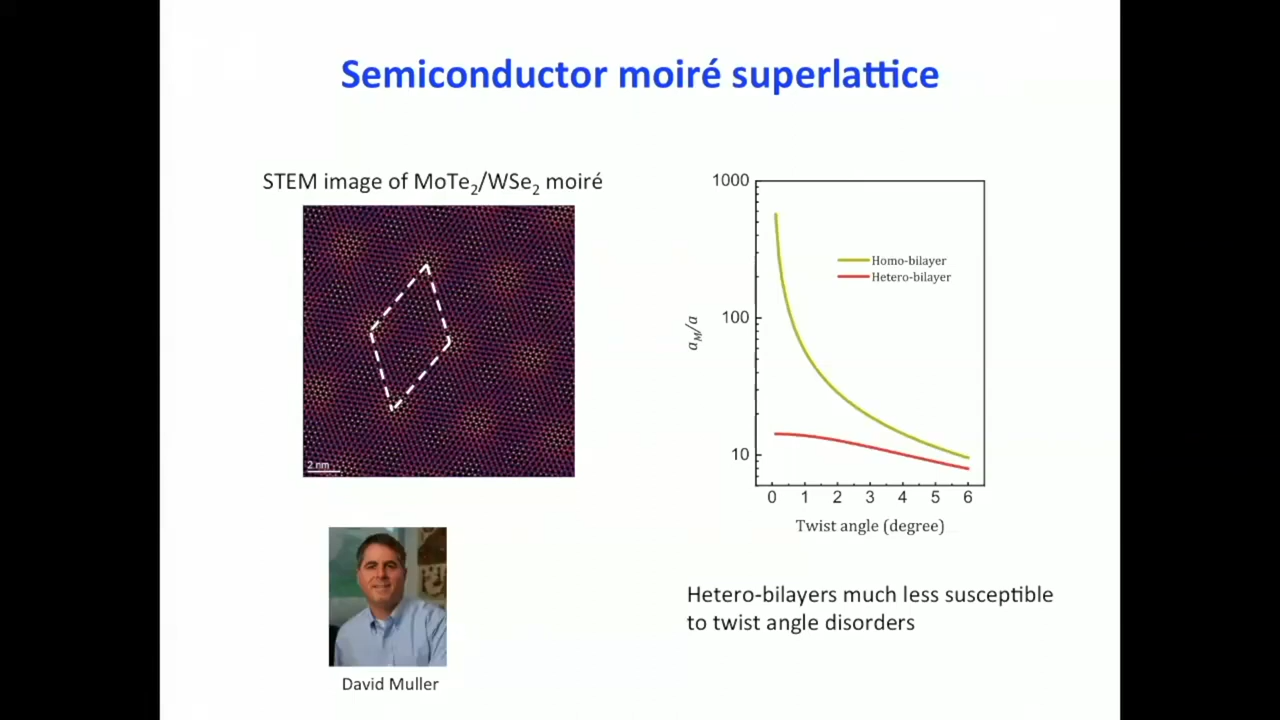 Semiconductor moiré superlattice
STEM image of MoTe₂/WSe₂ moiré
2 nm
David Muller
1000
100
10
a_M/a
Homo-bilayer
Hetero-bilayer
0 1 2 3 4 5 6
Twist angle (degree)
Hetero-bilayers much less susceptible
to twist angle disorders